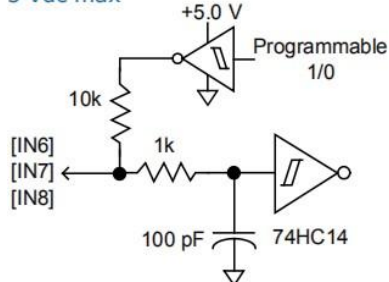 5 Vdc max
+5.0 V
Programmable
1/0
10k
[IN6]
[IN7]
[IN8]
1k
100 pF
74HC14